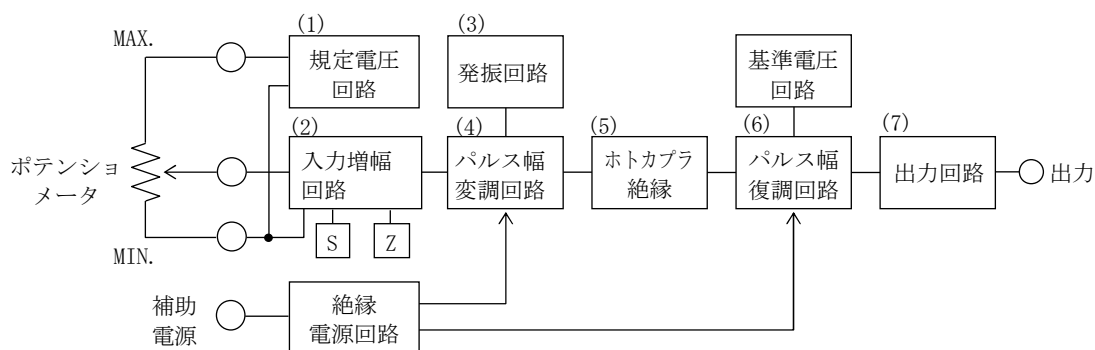 MAX.
(1)
規定電圧
回路
(3)
発振回路
基準電圧
回路
ポテンショ
メータ
(2)
入力増幅
回路
(4)
パルス幅
変調回路
(5)
ホトカプラ
絶縁
(6)
パルス幅
復調回路
(7)
出力回路
出力
S
Z
MIN.
補助
電源
絶縁
電源回路